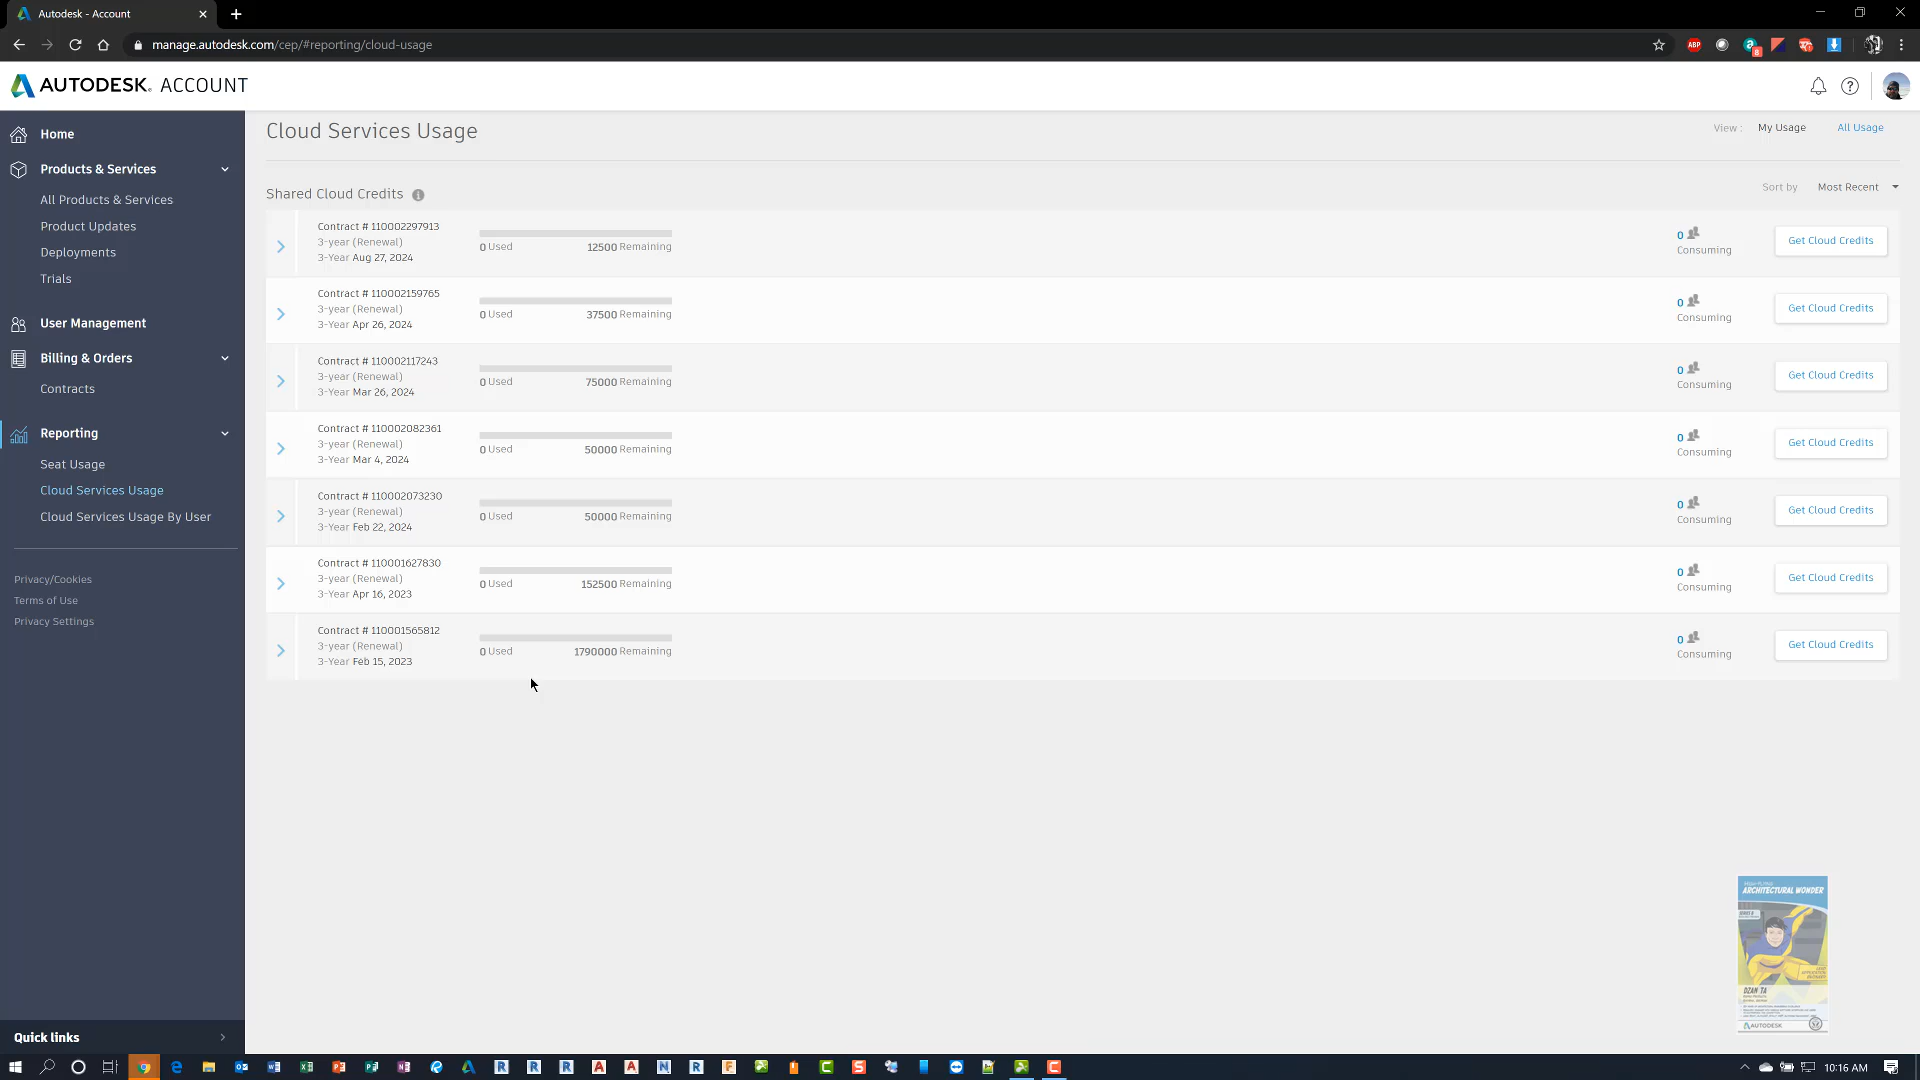 Autodesk - Account
manage.autodesk.com/cep/#reporting/cloud-usage
ABP
8
AUTODESK. ACCOUNT
Home
Products & Services
All Products & Services
Product Updates
Deployments
Trials
User Management
Billing & Orders
Contracts
Reporting
Seat Usage
Cloud Services Usage
Cloud Services Usage By User
Privacy/Cookies
Terms of Use
Privacy Settings
Quick links
Cloud Services Usage
View : My Usage All Usage
Shared Cloud Credits
Sort by Most Recent
Contract # 110002297913
3-year (Renewal)
3-Year Aug 27, 2024
0 Used 12500 Remaining
0
Consuming
Get Cloud Credits
Contract # 110002159765
3-year (Renewal)
3-Year Apr 26, 2024
0 Used 37500 Remaining
0
Consuming
Get Cloud Credits
Contract # 110002117243
3-year (Renewal)
3-Year Mar 26, 2024
0 Used 75000 Remaining
0
Consuming
Get Cloud Credits
Contract # 110002082361
3-year (Renewal)
3-Year Mar 4, 2024
0 Used 50000 Remaining
0
Consuming
Get Cloud Credits
Contract # 110002073230
3-year (Renewal)
3-Year Feb 22, 2024
0 Used 50000 Remaining
0
Consuming
Get Cloud Credits
Contract # 110001627830
3-year (Renewal)
3-Year Apr 16, 2023
0 Used 152500 Remaining
0
Consuming
Get Cloud Credits
Contract # 110001565812
3-year (Renewal)
3-Year Feb 15, 2023
0 Used 1790000 Remaining
0
Consuming
Get Cloud Credits
ARCHITECTURAL WONDER
DZAN TA
AUTODESK
10:16 AM